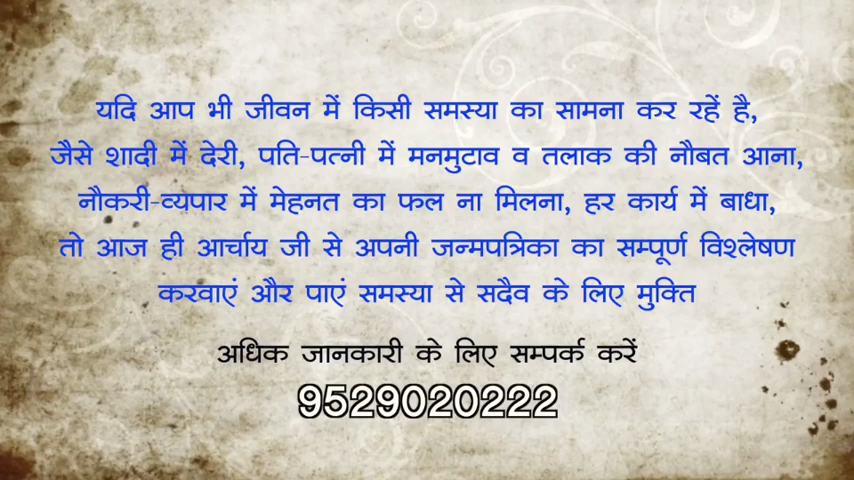 यदि आप भी जीवन में किसी समस्या का सामना कर रहें है,
जैसे शादी में देरी, पति-पत्नी में मनमुटाव व तलाक की नौबत आना,
नौकरी-व्यपार में मेहनत का फल ना मिलना, हर कार्य में बाधा,
तो आज ही आर्चाय जी से अपनी जन्मपत्रिका का सम्पूर्ण विश्लेषण
करवाएं और पाएं समस्या से सदैव के लिए मुक्ति
अधिक जानकारी के लिए सम्पर्क करें
9529020222